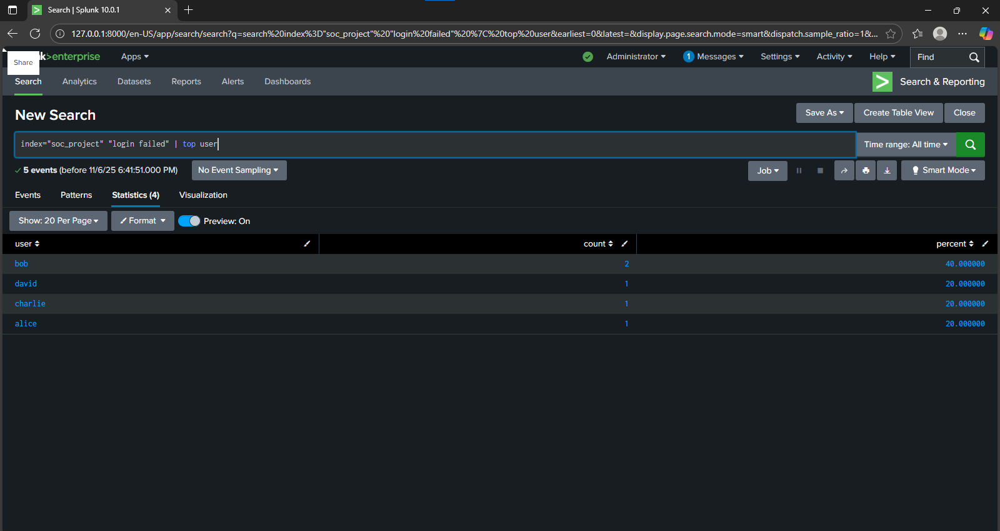 Search | Splunk 10.0.1
127.0.0.1:8000/en-US/app/search/search?q=search%20index%3D"soc_project"%20"login%20failed"%20%7C%20top%20user&earliest=0&latest=&display.page.search.mode=smart&dispatch.sample_ratio=1&...
Share
k>enterprise Apps Administrator 1 Messages Settings Activity Help Find
Search Analytics Datasets Reports Alerts Dashboards Search & Reporting
New Search Save As Create Table View Close
index="soc_project" "login failed" | top user Time range: All time
5 events (before 11/6/25 6:41:51.000 PM) No Event Sampling Job Smart Mode
Events Patterns Statistics (4) Visualization
Show: 20 Per Page Format Preview: On
user count percent
bob 2 40.000000
david 1 20.000000
charlie 1 20.000000
alice 1 20.000000